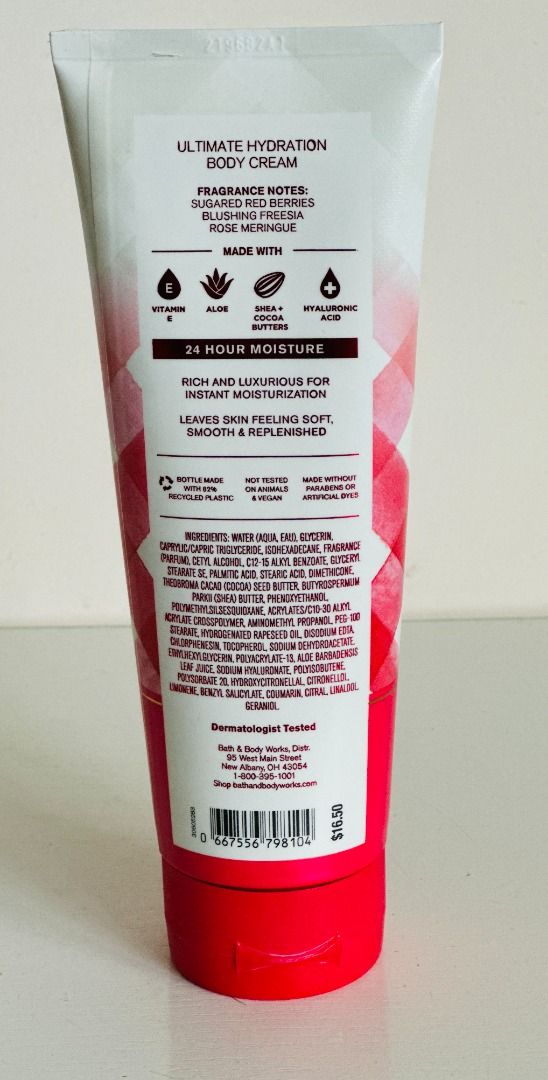 ULTIMATE HYDRATION
BODY CREAM
FRAGRANCE NOTES:
SUGARED RED BERRIES
BLUSHING FREESIA
ROSE MERINGUE
MADE WITH
E
VITAMIN
E
ALOE
SHEA +
COCOA
BUTTERS
HYALURONIC
ACID
24 HOUR MOISTURE
RICH AND LUXURIOUS FOR
INSTANT MOISTURIZATION
LEAVES SKIN FEELING SOFT,
SMOOTH & REPLENISHED
BOTTLE MADE
WITH 82%
RECYCLED PLASTIC
NOT TESTED
ON ANIMALS
& VEGAN
MADE WITHOUT
PARABENS OR
ARTIFICIAL DYES
INGREDIENTS: WATER (AQUA, EAU), GLYCERIN,
CAPRYLIC/CAPRIC TRIGLYCERIDE, ISOHEXADECANE, FRAGRANCE
(PARFUM), CETYL ALCOHOL, C12-15 ALKYL BENZOATE, GLYCERYL
STEARATE SE, PALMITIC ACID, STEARIC ACID, DIMETHICONE,
THEOBROMA CACAO (COCOA) SEED BUTTER, BUTYROSPERMUM
PARKII (SHEA) BUTTER, PHENOXYETHANOL,
POLYMETHYLSILSESQUIOXANE, ACRYLATES/C10-30 ALKYL
ACRYLATE CROSSPOLYMER, AMINOMETHYL PROPANOL, PEG-100
STEARATE, HYDROGENATED RAPESEED OIL, DISODIUM EDTA,
CHLORPHENESIN, TOCOPHEROL, SODIUM DEHYDROACETATE,
ETHYLHEXYLGLYCERIN, POLYACRYLATE-13, ALOE BARBADENSIS
LEAF JUICE, SODIUM HYALURONATE, POLYISOBUTENE,
POLYSORBATE 20, HYDROXYCITRONELLAL, CITRONELLOL,
LIMONENE, BENZYL SALICYLATE, COUMARIN, CITRAL, LINALOOL,
GERANIOL.
Dermatologist Tested
Bath & Body Works, Distr.
95 West Main Street
New Albany, OH 43054
1-800-395-1001
Shop bathandbodyworks.com
0 667556 798104
$16.50